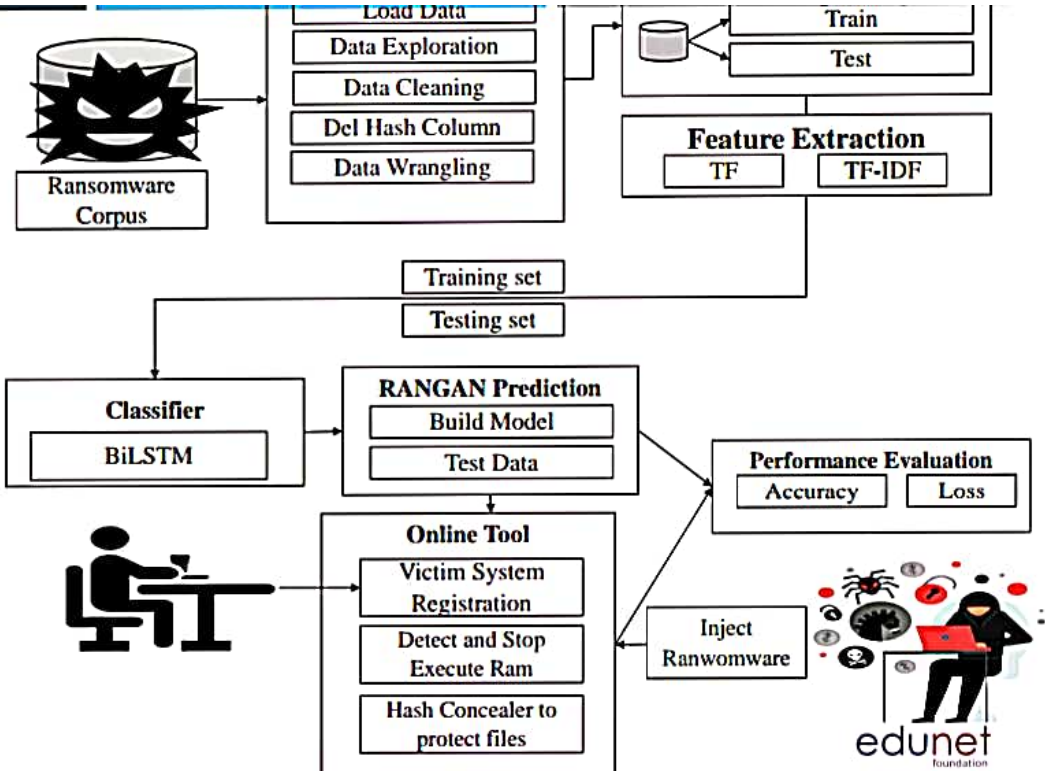 Load Data
Data Exploration
Data Cleaning
Del Hash Column
Data Wrangling
Ransomware
Corpus
Train
Test
Feature Extraction
TF
TF-IDF
Training set
Testing set
Classifier
BiLSTM
RANGAN Prediction
Build Model
Test Data
Performance Evaluation
Accuracy
Loss
Online Tool
Victim System
Registration
Detect and Stop
Execute Ram
Hash Concealer to
protect files
Inject
Ranwomware
edunet
foundation